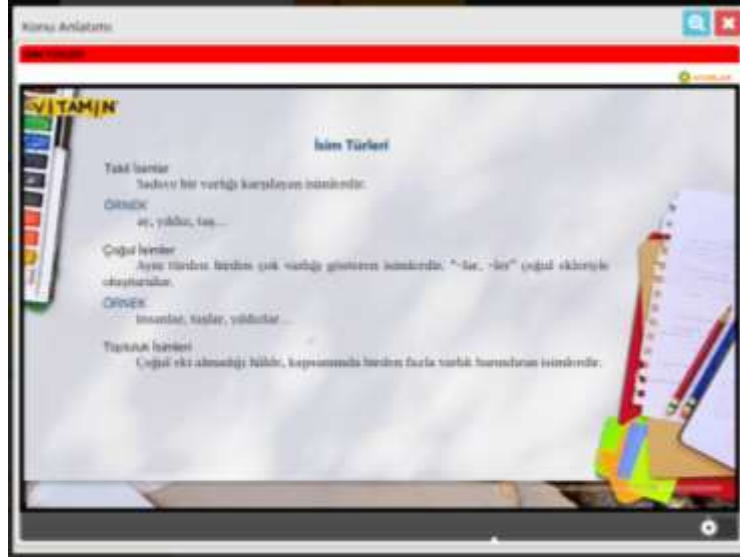 Konu Anlatımı
VİTAMİN
İsim Türleri
Tekil İsimler
Sadece bir varlığı karşılayan isimlerdir.
ÖRNEK
ay, yıldız, taş...
Çoğul İsimler
Aynı türden birden çok varlığı gösteren isimlerdir, "-lar, -ler" çoğul ekleriyle
oluşturulur.
ÖRNEK
insanlar, taşlar, yıldızlar...
Topluluk İsimleri
Çoğul eki almadığı hâlde, kapsamında birden fazla varlık barındıran isimlerdir.